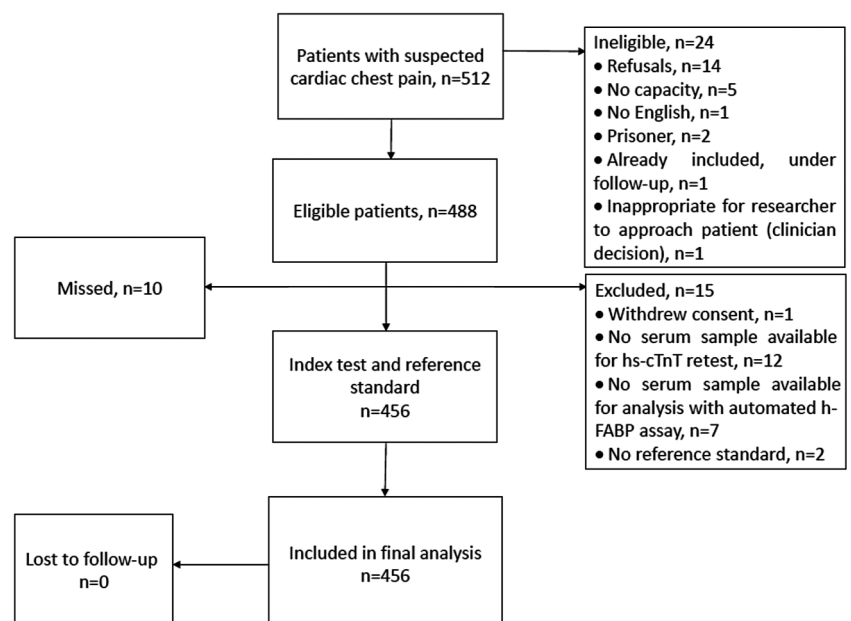 Patients with suspected
cardiac chest pain, n=512
Ineligible, n=24
• Refusals, n=14
• No capacity, n=5
• No English, n=1
• Prisoner, n=2
• Already included, under
follow-up, n=1
• Inappropriate for researcher
to approach patient (clinician
decision), n=1
Eligible patients, n=488
Missed, n=10
Excluded, n=15
• Withdrew consent, n=1
• No serum sample available
for hs-cTnT retest, n=12
• No serum sample available
for analysis with automated h-
FABP assay, n=7
• No reference standard, n=2
Index test and reference
standard
n=456
Included in final analysis
n=456
Lost to follow-up
n=0